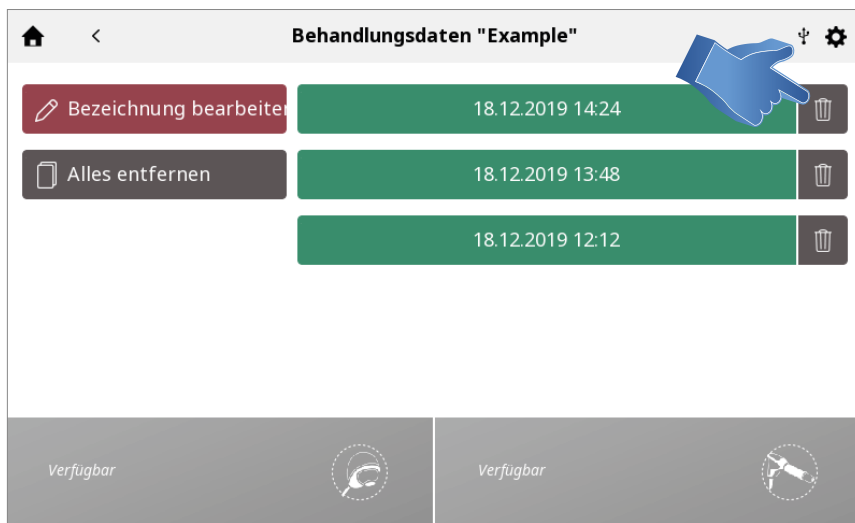 Behandlungsdaten "Example"
Bezeichnung bearbeiten
18.12.2019 14:24
Alles entfernen
18.12.2019 13:48
18.12.2019 12:12
Verfügbar
Verfügbar